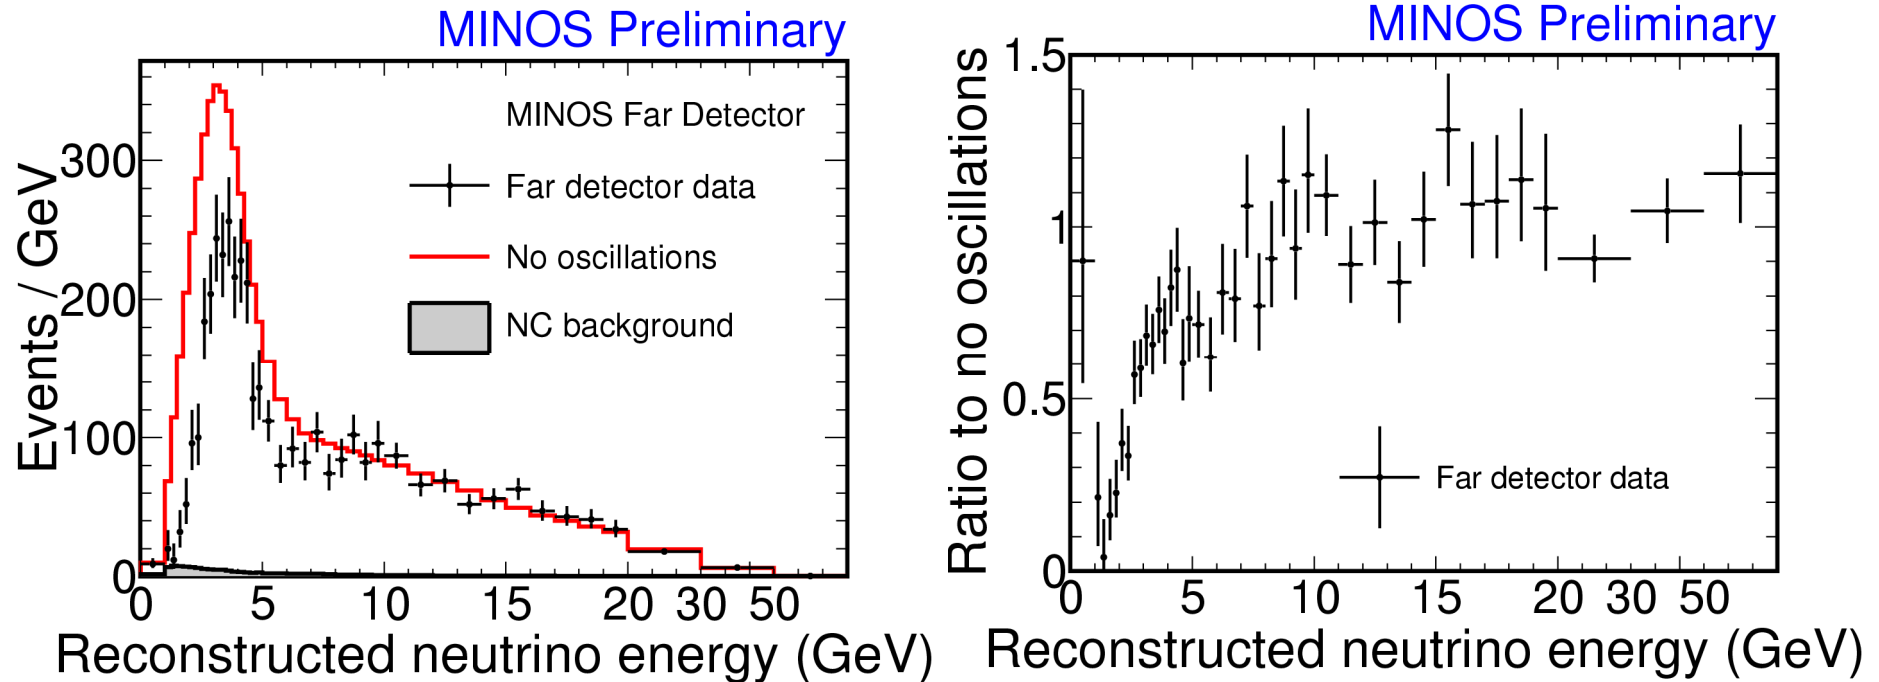 MINOS Preliminary
Events / GeV
300
200
100
0
MINOS Far Detector
Far detector data
No oscillations
NC background
0 5 10 15 20 30 50
Reconstructed neutrino energy (GeV)
MINOS Preliminary
Ratio to no oscillations
1.5
1
0.5
0
Far detector data
0 5 10 15 20 30 50
Reconstructed neutrino energy (GeV)